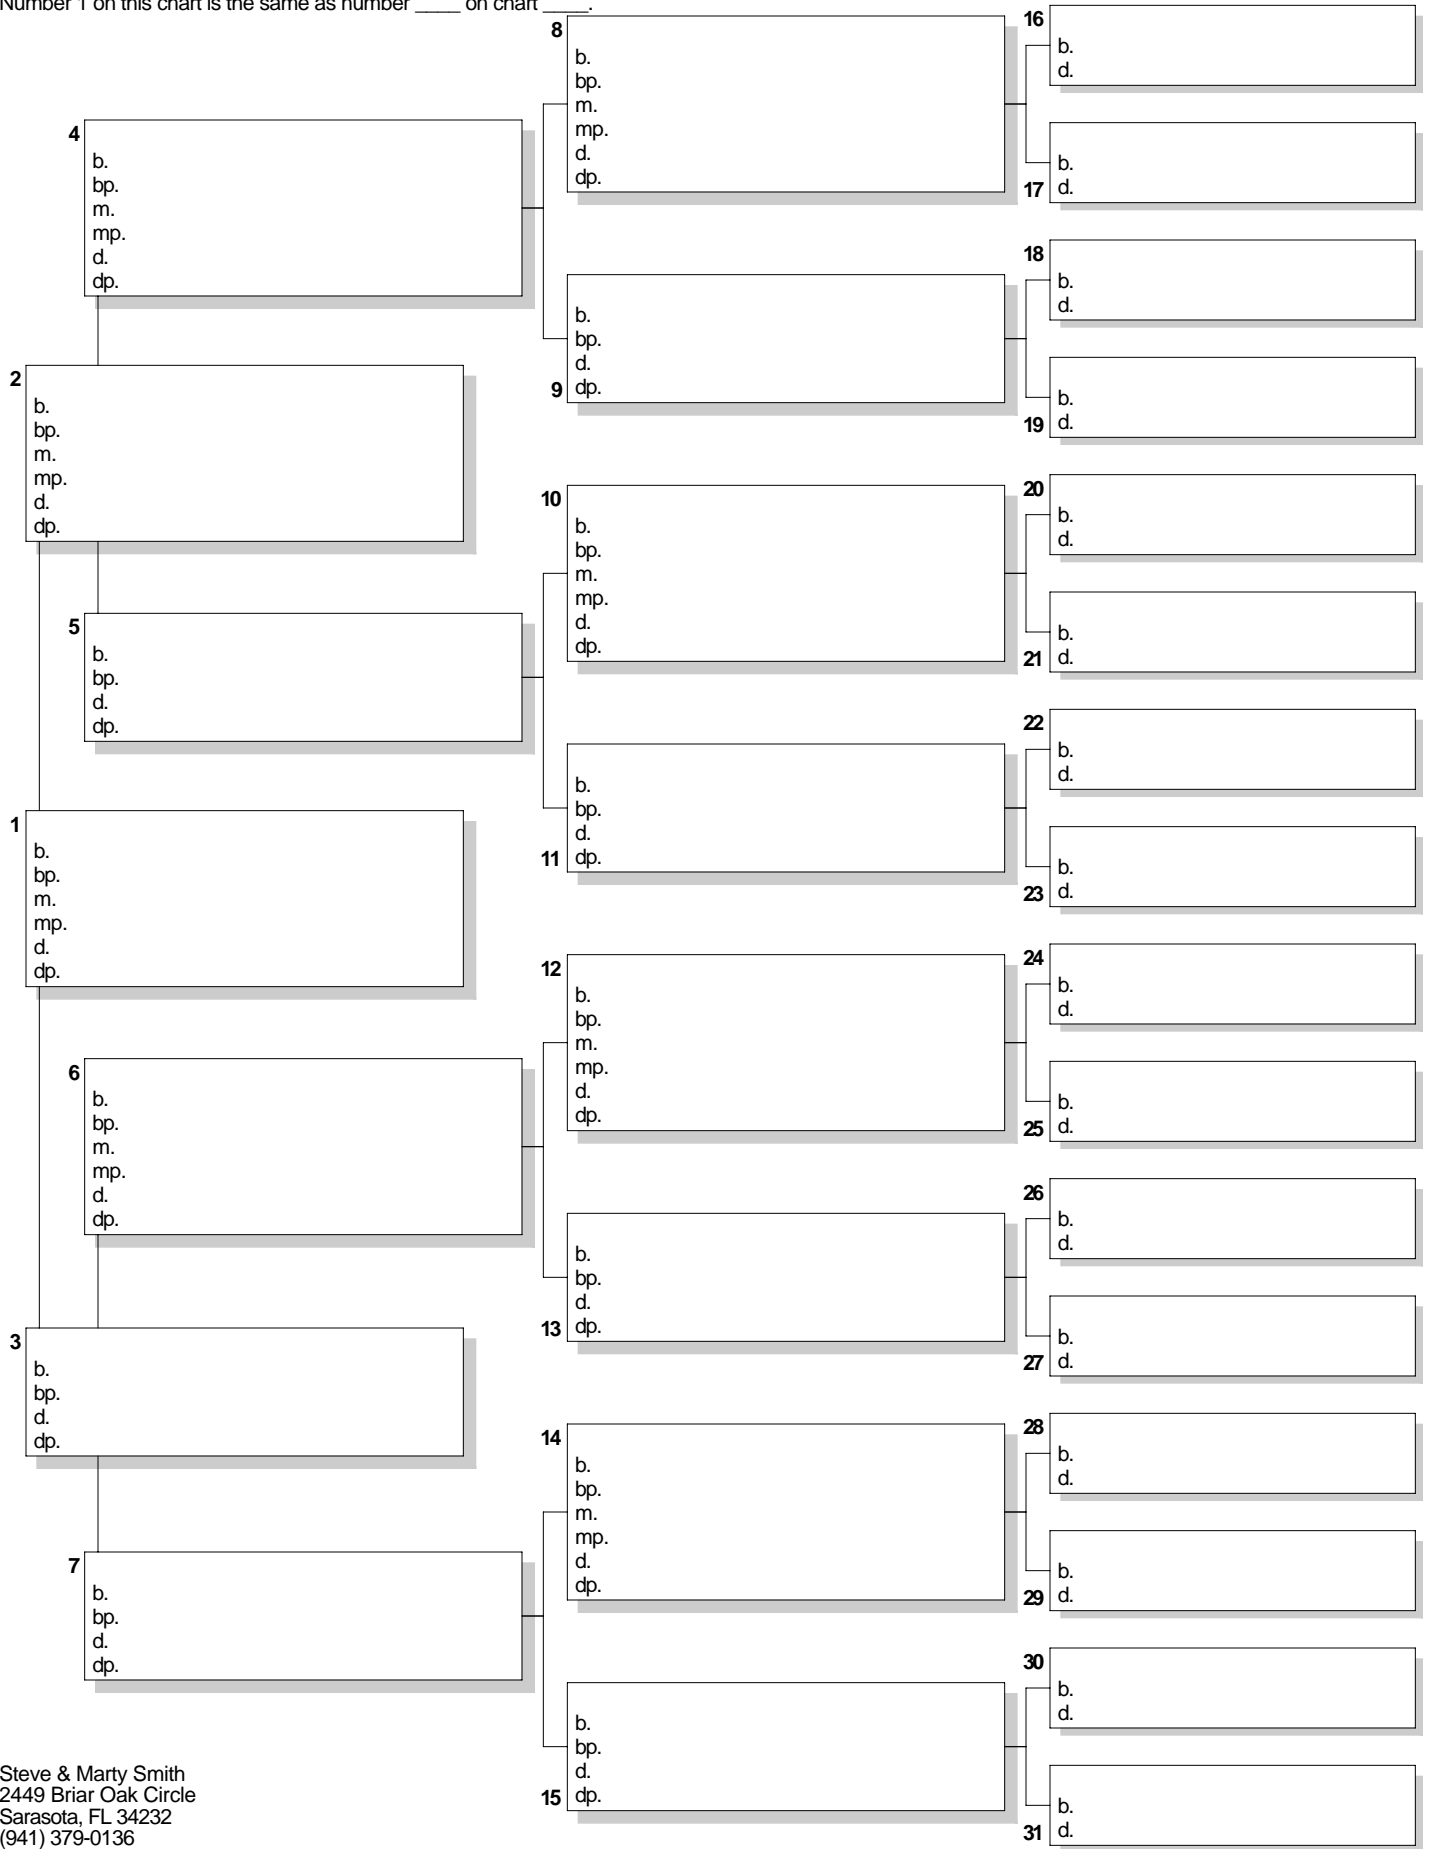 Number 1 on this chart is the same as number ____ on chart ____.
8
b.
bp.
m.
mp.
d.
dp.
16
b.
d.
b.
17 d.
4
b.
bp.
m.
mp.
d.
dp.
18
b.
d.
b.
bp.
d.
9 dp.
b.
19 d.
2
b.
bp.
m.
mp.
d.
dp.
10
b.
bp.
m.
mp.
d.
dp.
20
b.
d.
b.
21 d.
5
b.
bp.
d.
dp.
22
b.
d.
b.
bp.
d.
11 dp.
b.
23 d.
1
b.
bp.
m.
mp.
d.
dp.
12
b.
bp.
m.
mp.
d.
dp.
24
b.
d.
b.
25 d.
6
b.
bp.
m.
mp.
d.
dp.
26
b.
d.
b.
bp.
d.
13 dp.
b.
27 d.
3
b.
bp.
d.
dp.
14
b.
bp.
m.
mp.
d.
dp.
28
b.
d.
b.
29 d.
7
b.
bp.
d.
dp.
30
b.
d.
b.
bp.
d.
15 dp.
b.
31 d.
Steve & Marty Smith
2449 Briar Oak Circle
Sarasota, FL 34232
(941) 379-0136